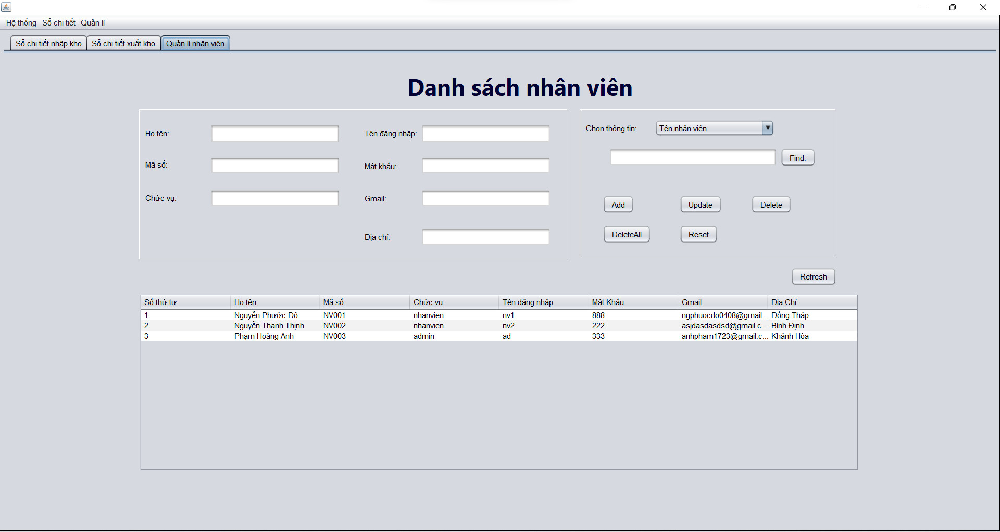 Hệ thống Sổ chi tiết Quản lí
Sổ chi tiết nhập kho Sổ chi tiết xuất kho Quản lí nhân viên
Danh sách nhân viên
Họ tên: Tên đăng nhập:
Mã số: Mật khẩu:
Chức vụ: Gmail:
Địa chỉ:
Chọn thông tin: Tên nhân viên
Find:
Add Update Delete
DeleteAll Reset
Refresh
Số thứ tự Họ tên Mã số Chức vụ Tên đăng nhập Mật Khẩu Gmail Địa Chỉ
1 Nguyễn Phước Đô NV001 nhanvien nv1 888 ngphuocdo0408@gmail... Đồng Tháp
2 Nguyễn Thanh Thịnh NV002 nhanvien nv2 222 asjdasdasdsd@gmail.c... Bình Định
3 Phạm Hoàng Anh NV003 admin ad 333 anhpham1723@gmail.c... Khánh Hòa